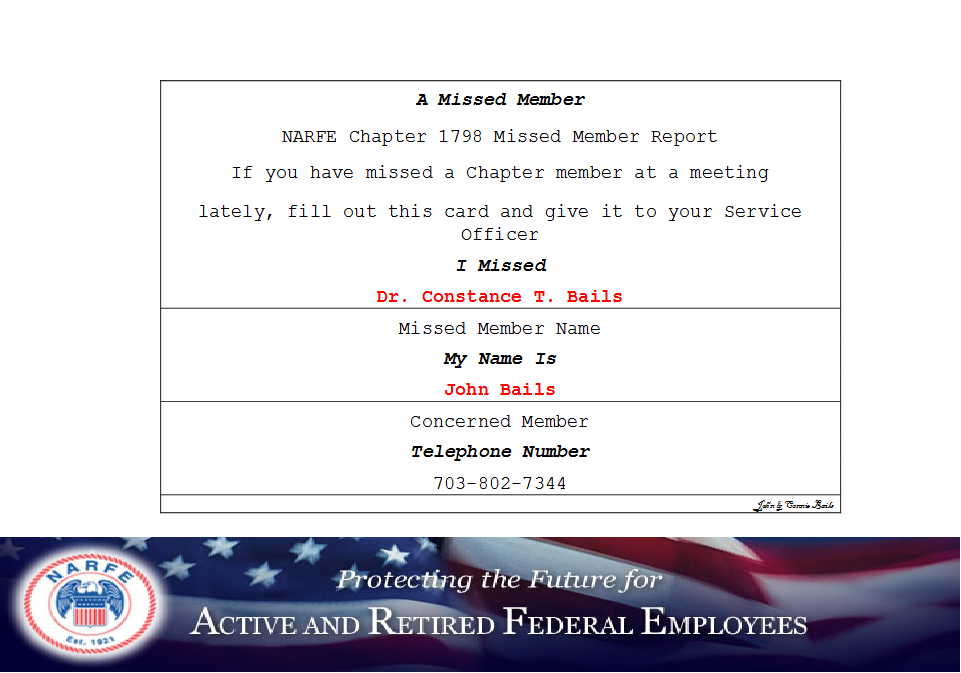 A Missed Member
NARFE Chapter 1798 Missed Member Report
If you have missed a Chapter member at a meeting
lately, fill out this card and give it to your Service
Officer
I Missed
Dr. Constance T. Bails
Missed Member Name
My Name Is
John Bails
Concerned Member
Telephone Number
703-802-7344
John & Connie Bails
NARFE
Est. 1921
Protecting the Future for
ACTIVE AND RETIRED FEDERAL EMPLOYEES